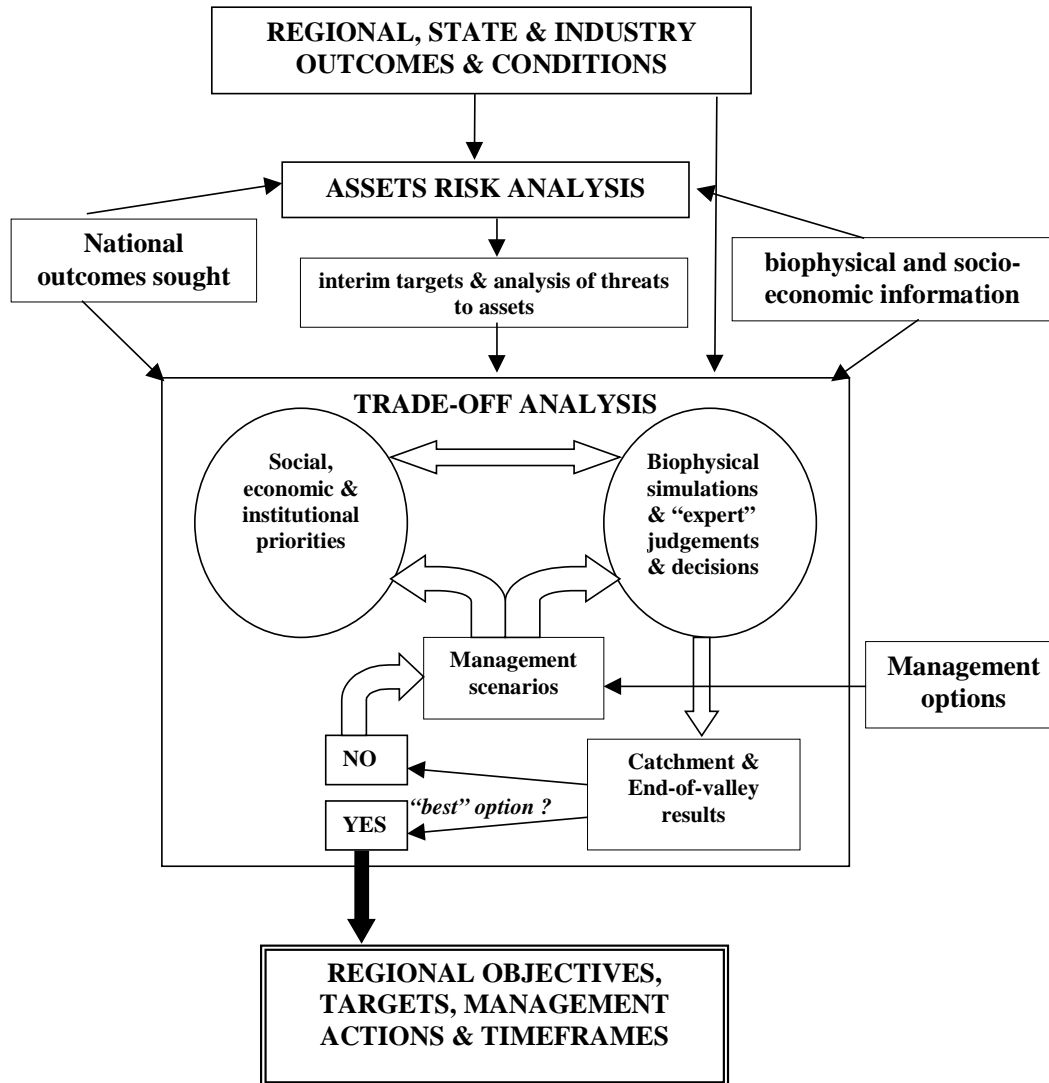 REGIONAL, STATE & INDUSTRY
OUTCOMES & CONDITIONS
ASSETS RISK ANALYSIS
National
outcomes sought
interim targets & analysis of threats
to assets
biophysical and socio-
economic information
TRADE-OFF ANALYSIS
Social,
economic &
institutional
priorities
Biophysical
simulations
& “expert”
judgements
& decisions
Management
scenarios
Management
options
NO
Catchment &
End-of-valley
results
“best” option ?
YES
REGIONAL OBJECTIVES,
TARGETS, MANAGEMENT
ACTIONS & TIMEFRAMES